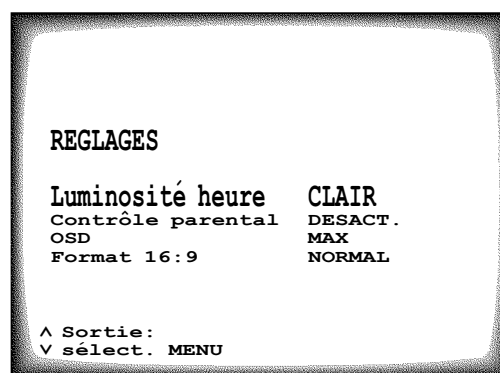 REGLAGES
Luminosité heure CLAIR
Contrôle parental DESACT.
OSD MAX
Format 16:9 NORMAL
∧ Sortie:
∨ sélect. MENU